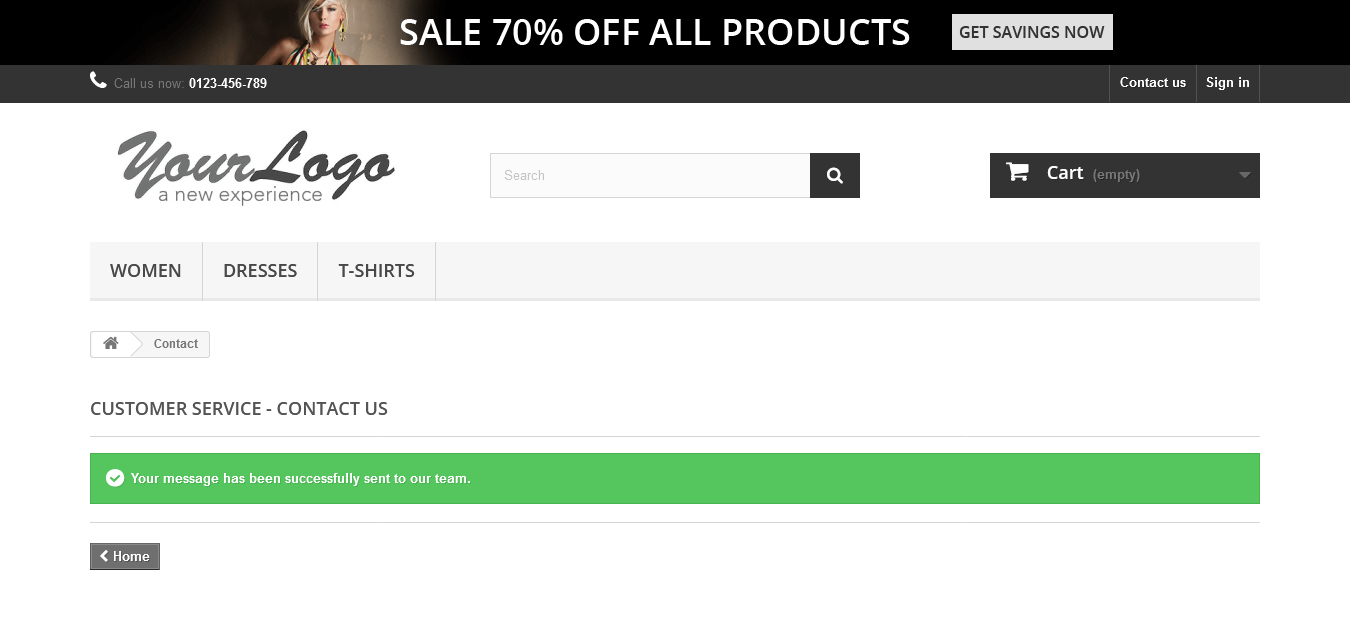 SALE 70% OFF ALL PRODUCTS GET SAVINGS NOW
Call us now: 0123-456-789 Contact us Sign in
YourLogo
a new experience
Search
Cart (empty)
WOMEN DRESSES T-SHIRTS
Contact
CUSTOMER SERVICE - CONTACT US
Your message has been successfully sent to our team.
Home